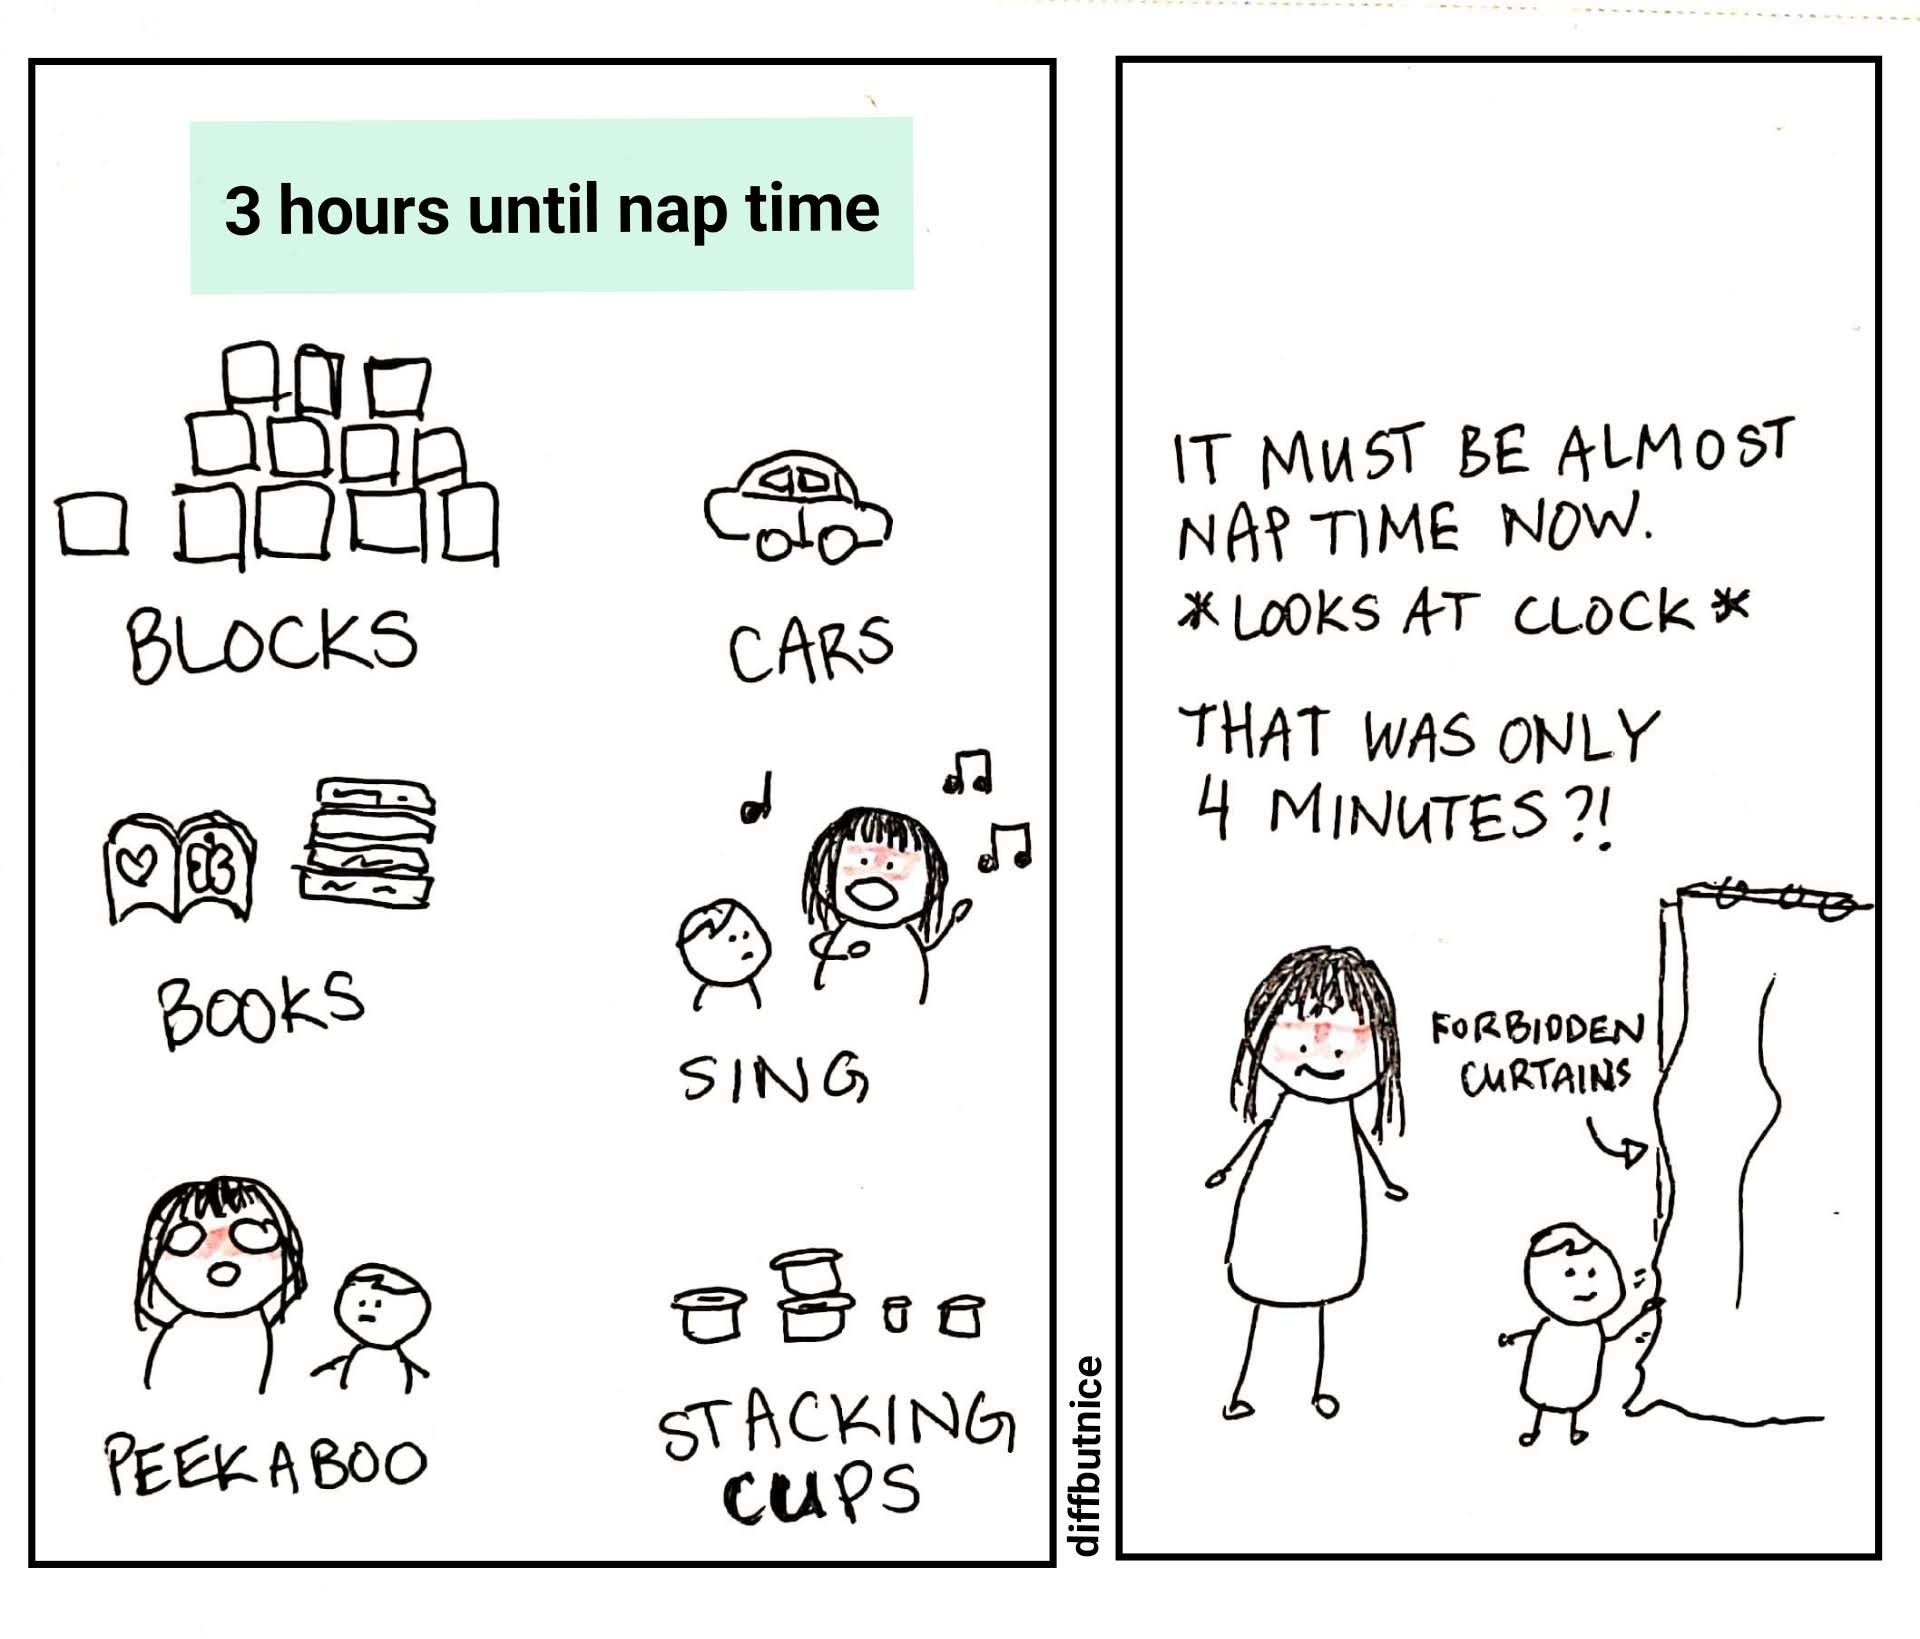 3 hours until nap time
BLOCKS
CARS
BOOKS
SING
PEEKABOO
STACKING
CUPS
diffbutnice
IT MUST BE ALMOST
NAP TIME NOW.
*LOOKS AT CLOCK*
THAT WAS ONLY
4 MINUTES?!
FORBIDDEN
CURTAINS